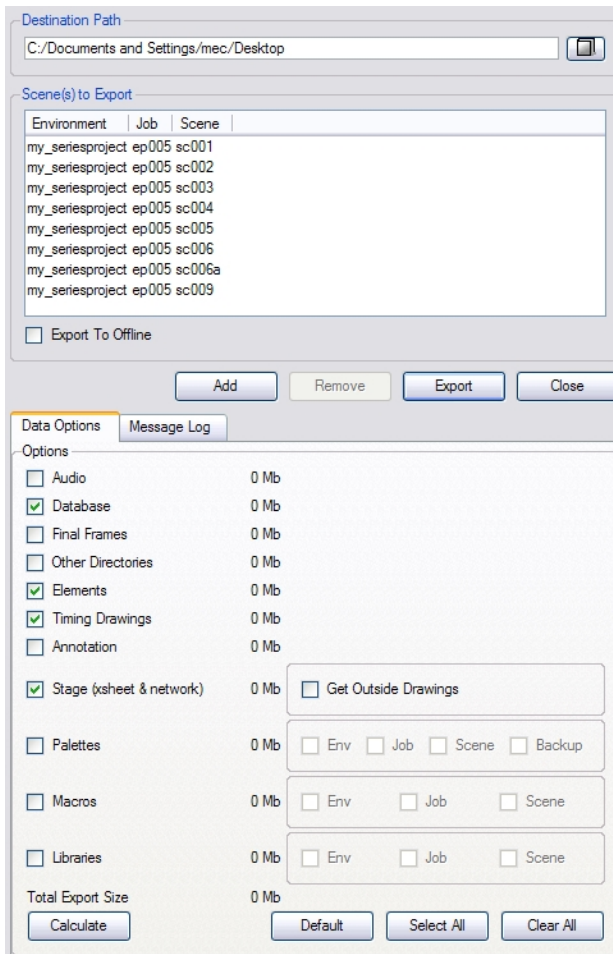 Destination Path
C:/Documents and Settings/mec/Desktop
Scene(s) to Export
Environment Job Scene
my_seriesproject ep005 sc001
my_seriesproject ep005 sc002
my_seriesproject ep005 sc003
my_seriesproject ep005 sc004
my_seriesproject ep005 sc005
my_seriesproject ep005 sc006
my_seriesproject ep005 sc006a
my_seriesproject ep005 sc009
Export To Offline
Add Remove Export Close
Data Options Message Log
Options
Audio 0 Mb
Database 0 Mb
Final Frames 0 Mb
Other Directories 0 Mb
Elements 0 Mb
Timing Drawings 0 Mb
Annotation 0 Mb
Stage (xsheet & network) 0 Mb Get Outside Drawings
Palettes 0 Mb Env Job Scene Backup
Macros 0 Mb Env Job Scene
Libraries 0 Mb Env Job Scene
Total Export Size 0 Mb
Calculate Default Select All Clear All